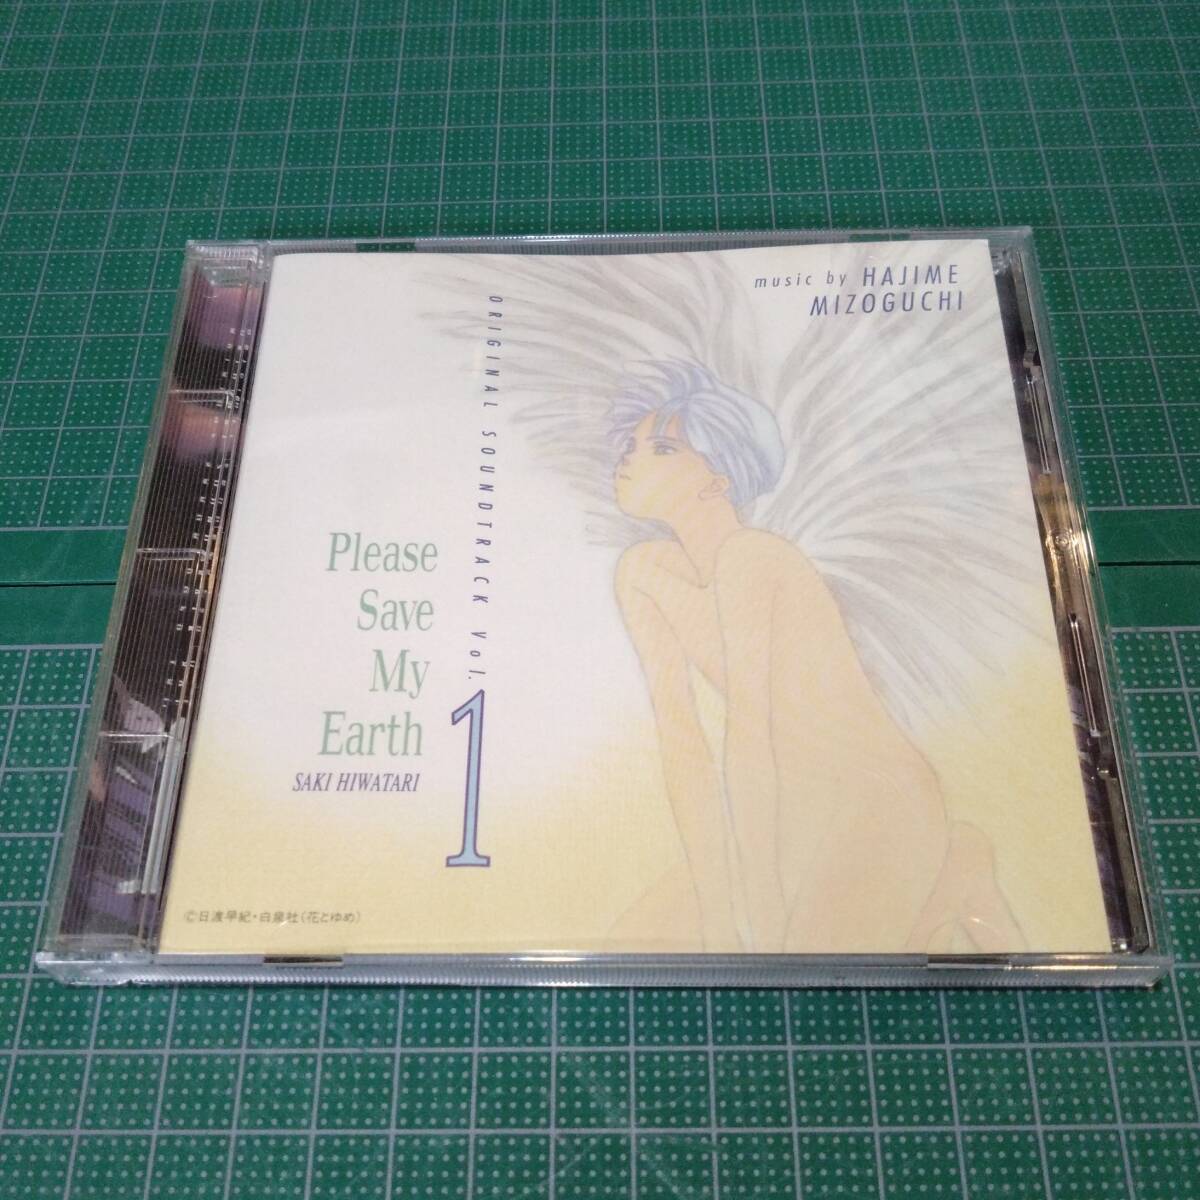 music by HAJIME
MIZOGUCHI
ORIGINAL SOUNDTRACK Vol.
1
Please
Save
My
Earth
SAKI HIWATARI
©日渡早紀・白泉社(花とゆめ)